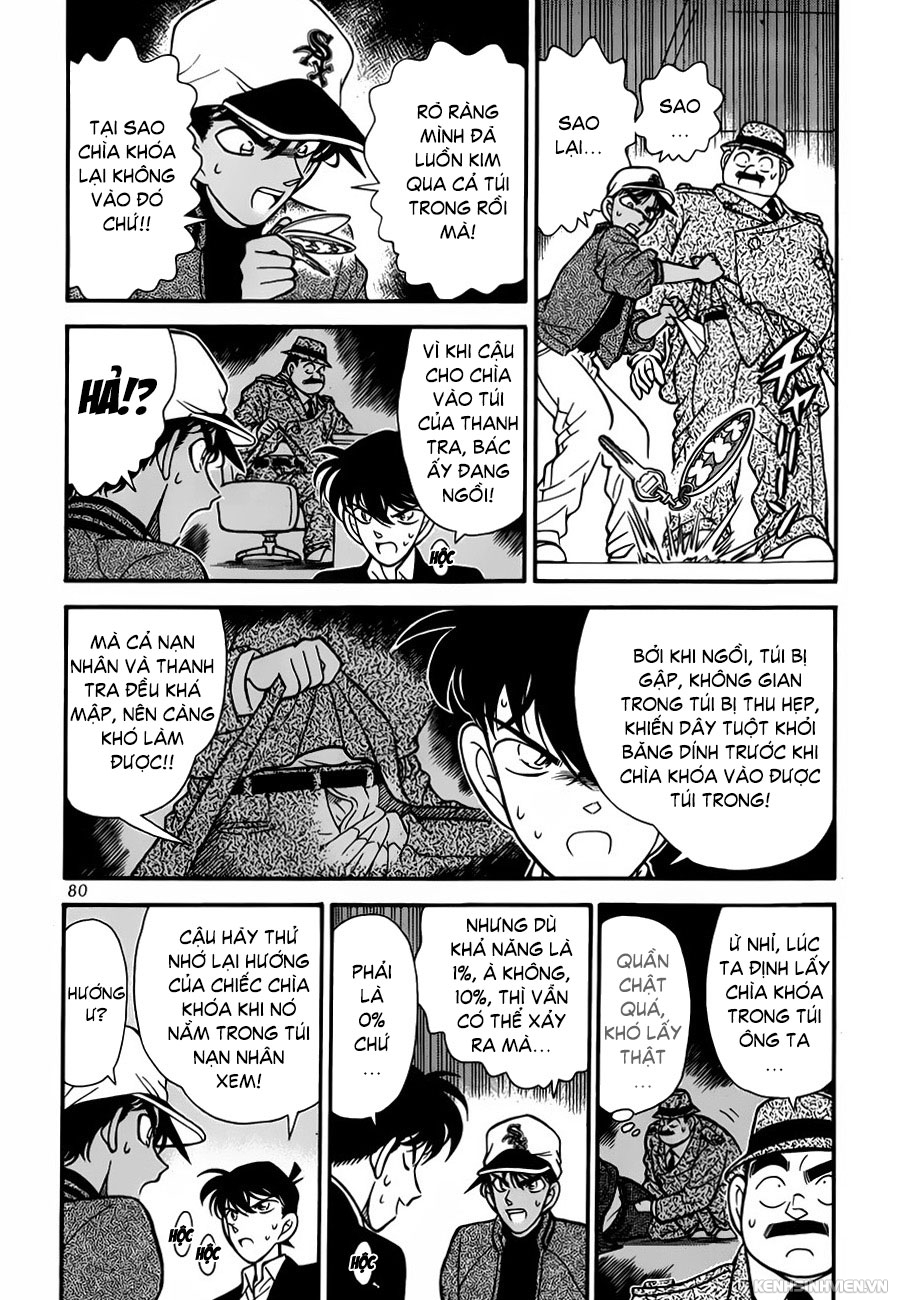 SAO
...
SAO
LẠI...
SOX
RÕ RÀNG
MÌNH ĐÃ
LUỒN KIM
QUA CẢ TÚI
TRONG RỒI
MÀ!
TẠI SAO
CHÌA KHÓA
LẠI KHÔNG
VÀO ĐÓ
CHỨ!!
VÌ KHI CẬU
CHO CHÌA
VÀO TÚI
CỦA THANH
TRA, BÁC
ẤY ĐANG
NGỒI!
HỘC
HẢ!?
BỞI KHI NGỒI, TÚI BỊ
GẬP, KHÔNG GIAN
TRONG TÚI BỊ THU HẸP,
KHIẾN DÂY TUỘT KHỎI
BĂNG DÍNH TRƯỚC KHI
CHÌA KHÓA VÀO ĐƯỢC
TÚI TRONG!
MÀ CẢ NẠN
NHÂN VÀ THANH
TRA ĐỀU KHÁ
MẬP, NÊN CÀNG
KHÓ LÀM
ĐƯỢC!!
80
Ừ NHỈ, LÚC
TA ĐỊNH LẤY
CHÌA KHÓA
TRONG TÚI
ÔNG TA
...
QUẦN
CHẬT
QUÁ,
KHÓ LẤY
THẬT
...
NHƯNG DÙ
KHẢ NĂNG LÀ
1%, À KHÔNG,
10%, THÌ VẪN
CÓ THỂ XẢY
RA MÀ...
PHẢI
LÀ
0%
CHỨ
...
HỘC
CẬU HÃY THỬ
NHỚ LẠI HƯỚNG
CỦA CHIẾC CHÌA
KHÓA KHI NÓ
NẰM TRONG TÚI
NẠN NHÂN
XEM!
HỘC
HỘC
HƯỚNG
Ư?
KENHSINHVIEN.VN